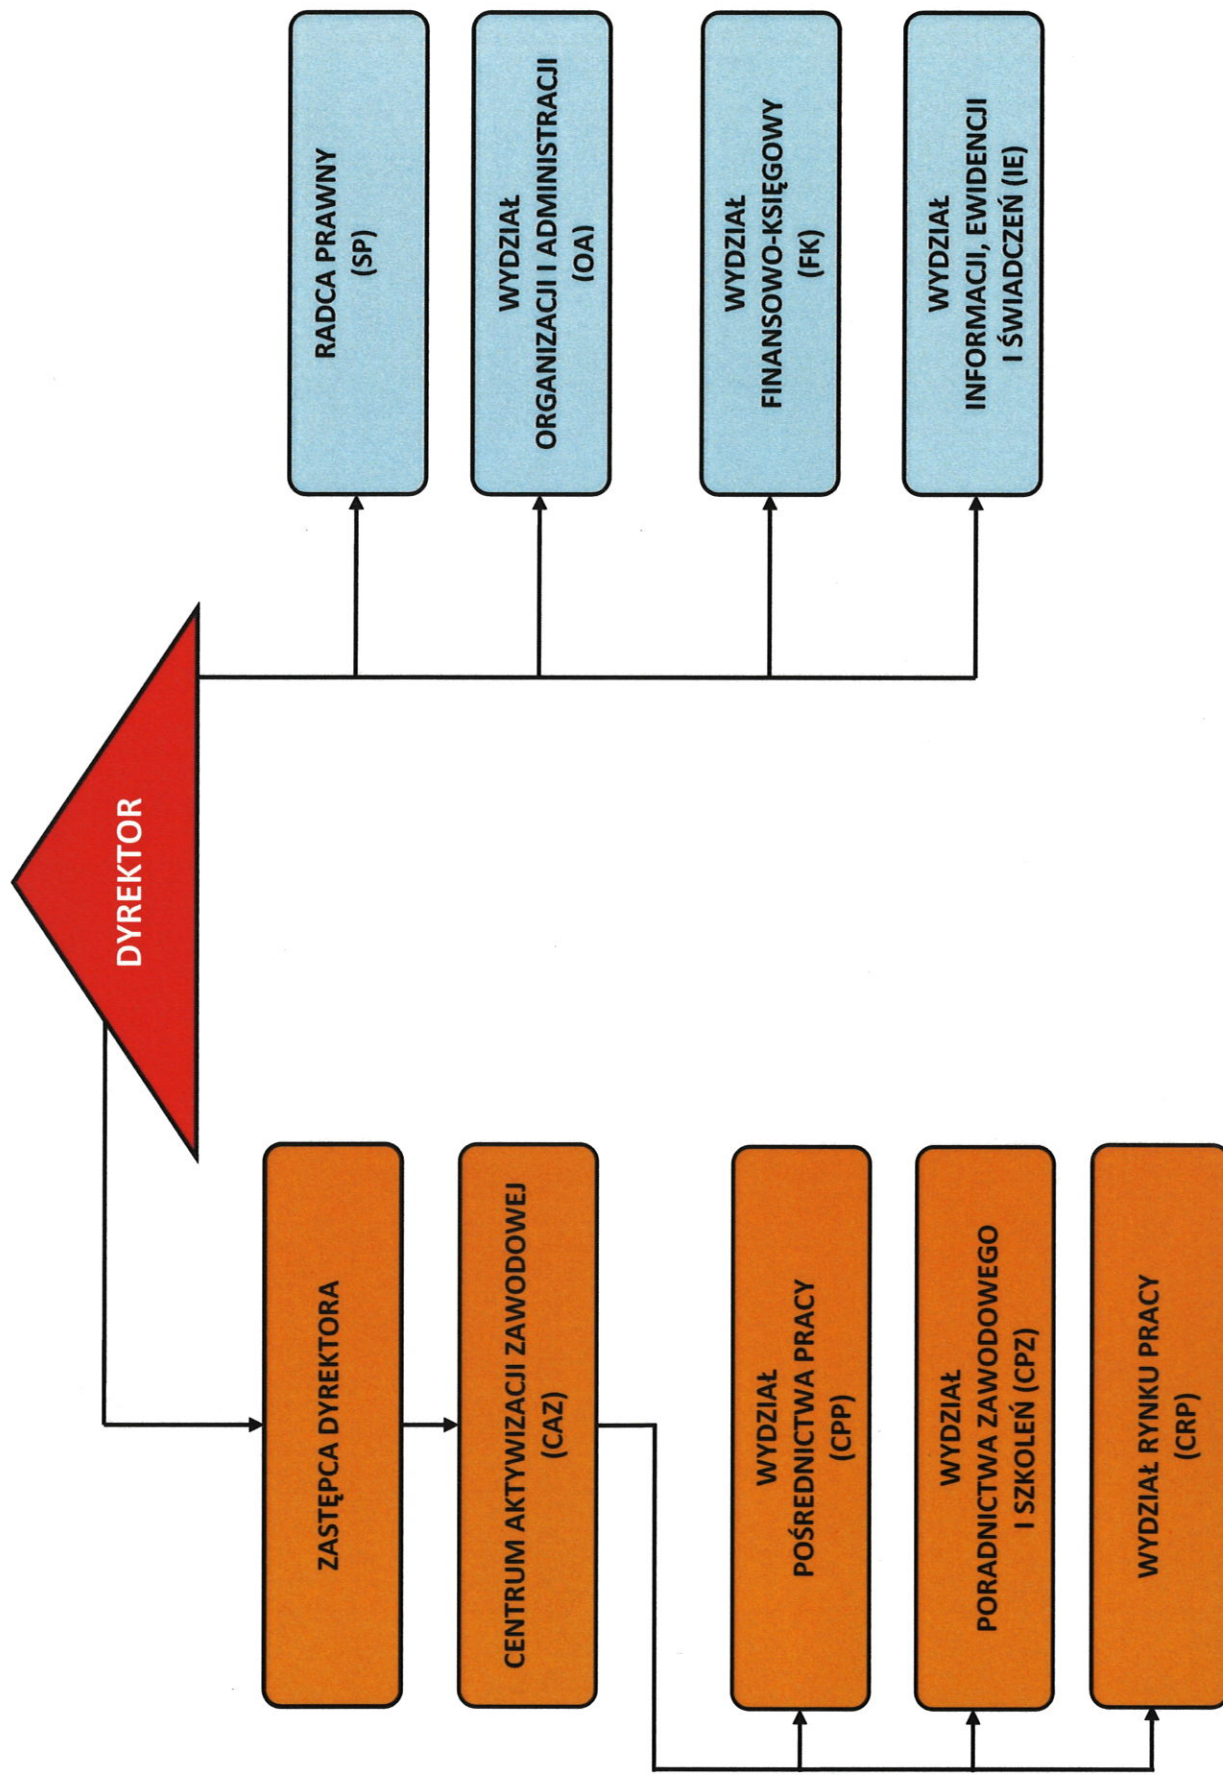 DYREKTOR
ZASTĘPCA DYREKTORA
CENTRUM AKTYWIZACJI ZAWODOWEJ
(CAZ)
WYDZIAŁ
POŚREDNICTWA PRACY
(CPP)
WYDZIAŁ
PORADNICTWA ZAWODOWEGO
I SZKOLEŃ (CPZ)
WYDZIAŁ RYNKU PRACY
(CRP)
RADCA PRAWNY
(SP)
WYDZIAŁ
ORGANIZACJI I ADMINISTRACJI
(OA)
WYDZIAŁ
FINANSOWO-KSIĘGOWY
(FK)
WYDZIAŁ
INFORMACJI, EWIDENCJI
I ŚWIADCZEŃ (IE)